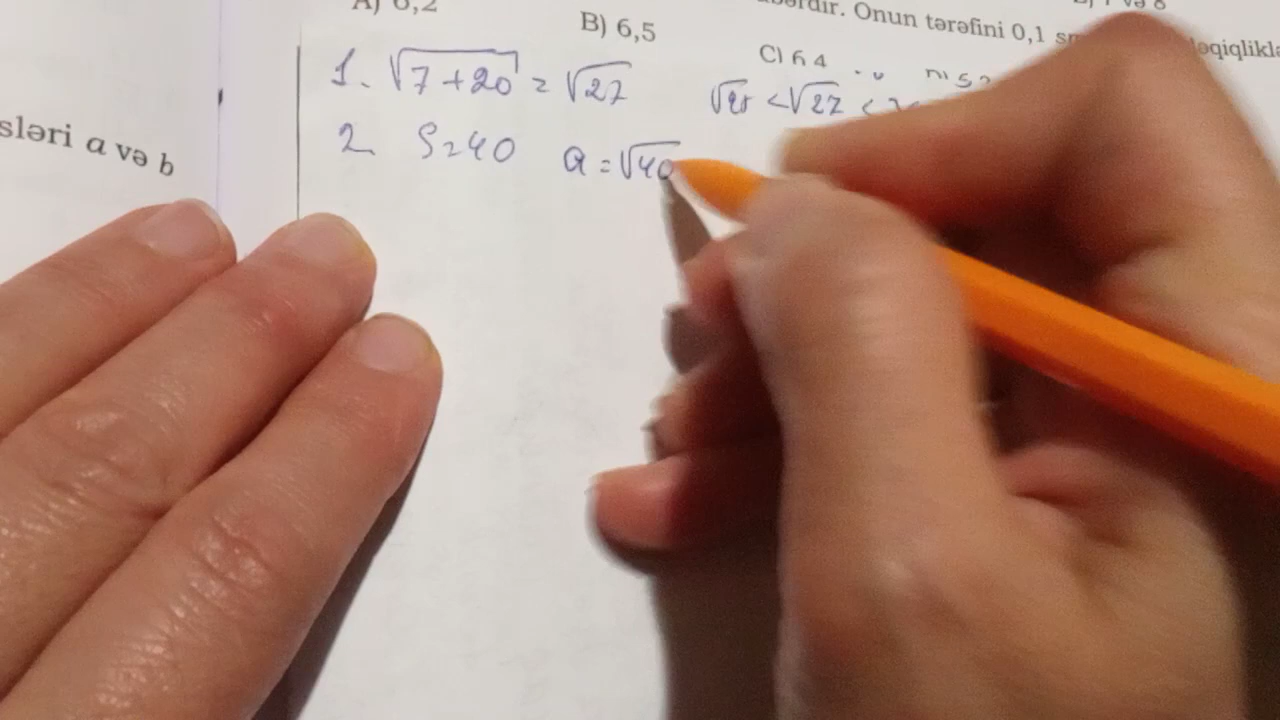 A) 6,2
B) 6,5
Onun tərəfini 0,1
C) 6 4
sləri a və b
1. √7+20 = √27 √25 < √27 <
2 S=40 a = √40